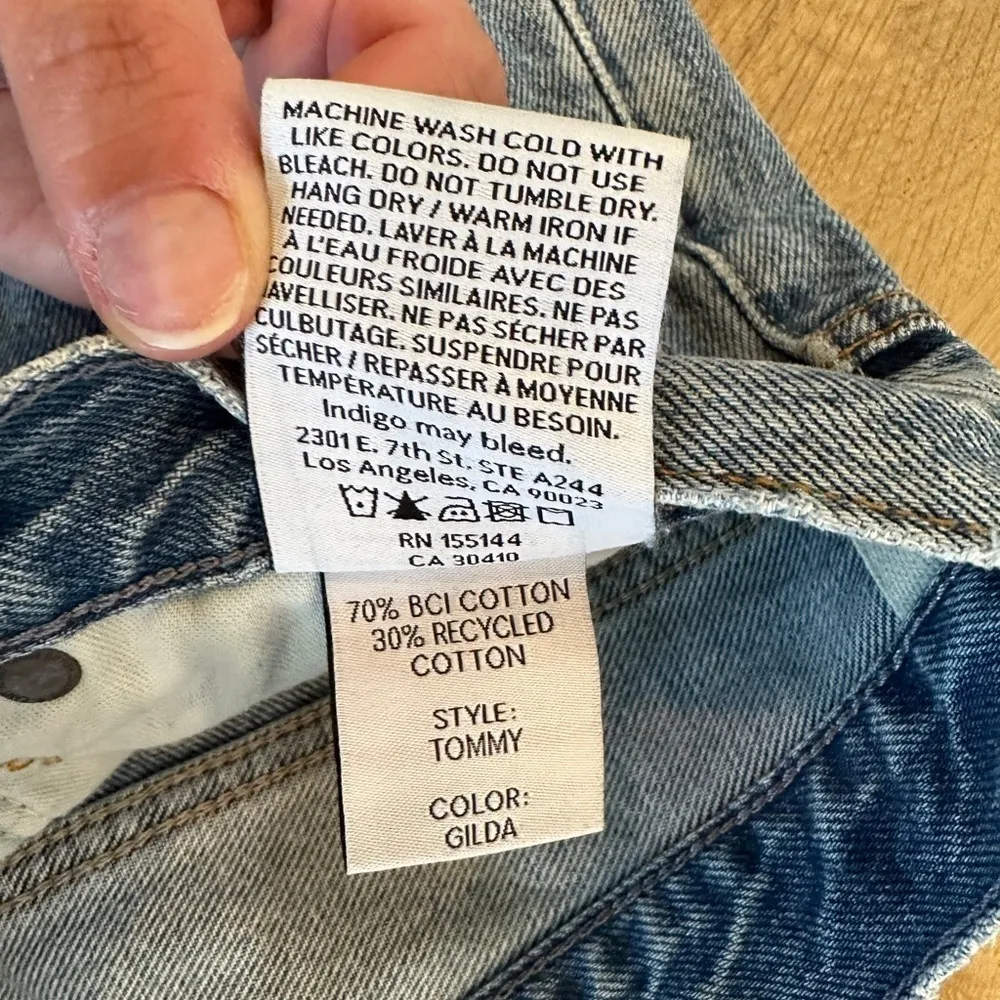 MACHINE WASH COLD WITH
LIKE COLORS. DO NOT USE
BLEACH. DO NOT TUMBLE DRY.
HANG DRY / WARM IRON IF
NEEDED. LAVER À LA MACHINE
À L'EAU FROIDE AVEC DES
COULEURS SIMILAIRES. NE PAS
AVELLISER. NE PAS SÉCHER PAR
CULBUTAGE. SUSPENDRE POUR
SÉCHER / REPASSER À MOYENNE
TEMPÉRATURE AU BESOIN.
Indigo may bleed.
2301 E. 7th St. STE A244
Los Angeles, CA 90023
RN 155144
CA 30410
70% BCI COTTON
30% RECYCLED
COTTON
STYLE:
TOMMY
COLOR:
GILDA